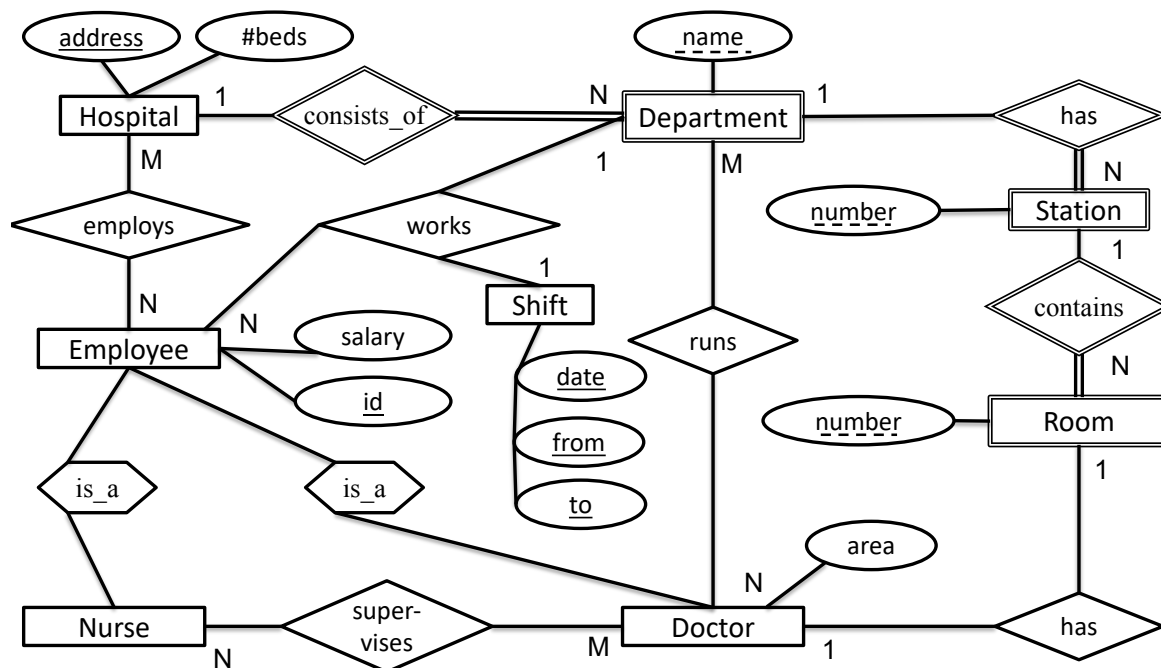 address
#beds
name
1
N
1
Hospital
consists_of
Department
has
M
1
M
N
number
Station
employs
works
1
1
contains
N
N
Shift
salary
Employee
runs
N
date
id
number
Room
from
1
is_a
is_a
to
area
N
super-
vises
Nurse
Doctor
has
N
M
1